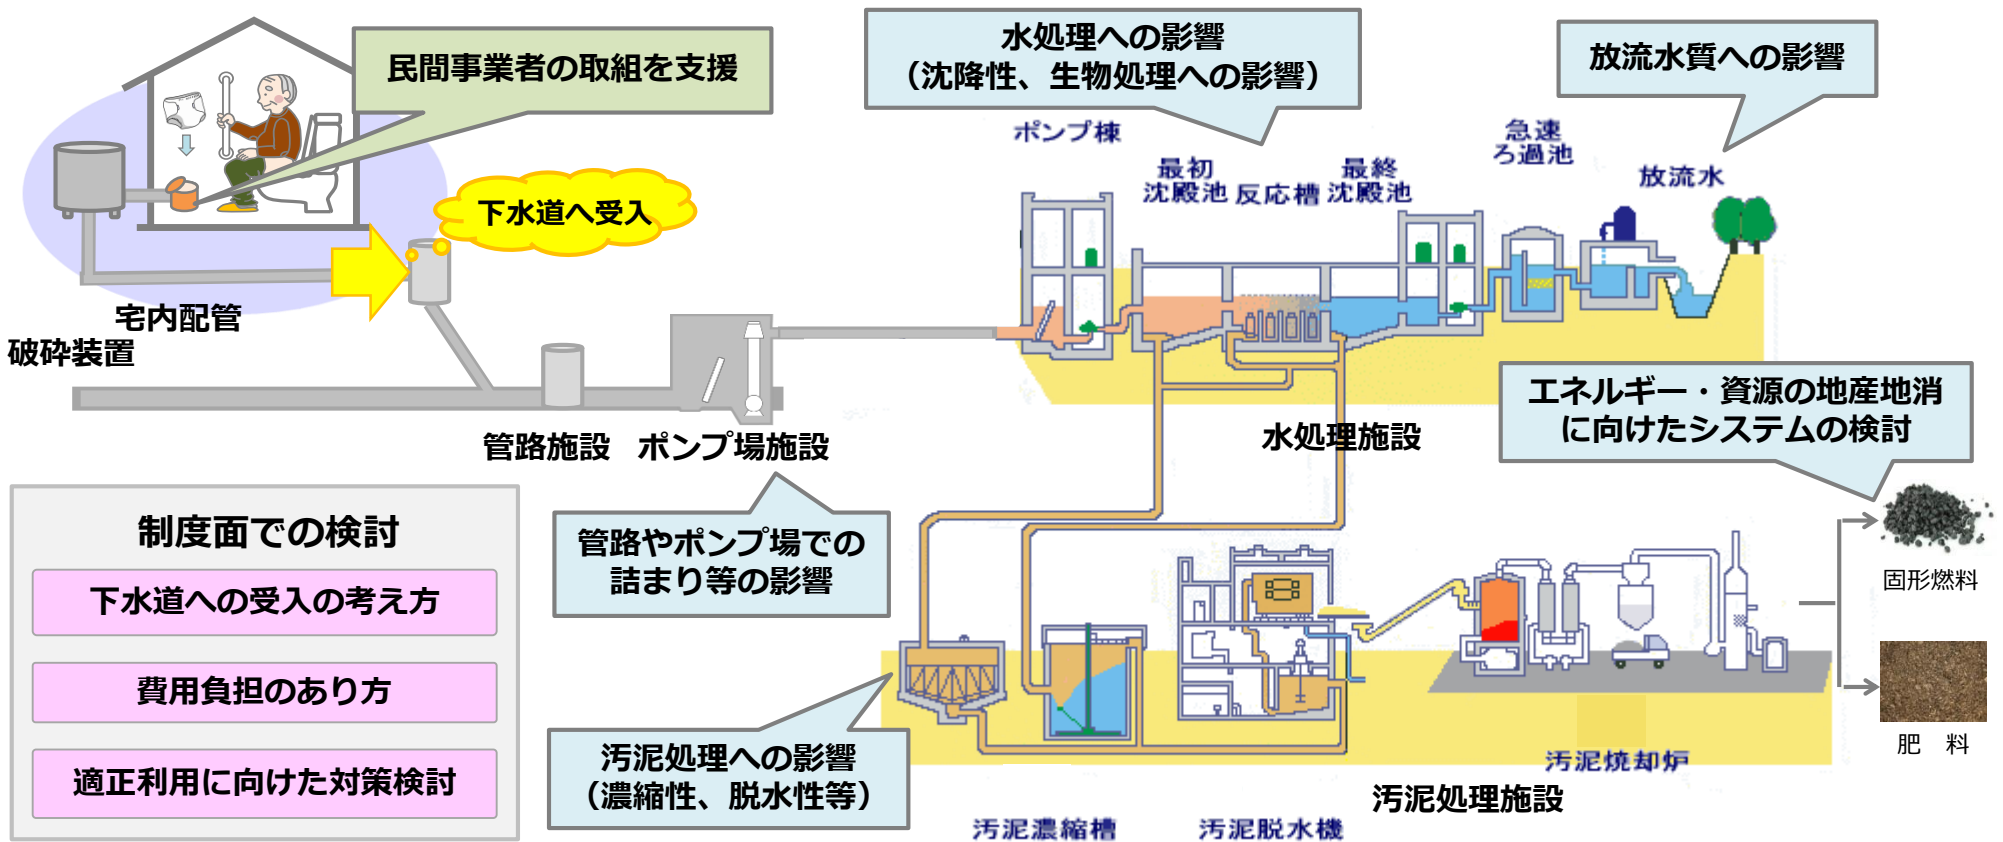 民間事業者の取組を支援
下水道へ受入
宅内配管
破砕装置
管路施設
ポンプ場施設
水処理への影響
（沈降性、生物処理への影響）
放流水質への影響
ポンプ棟
最初
沈殿池
反応槽
最終
沈殿池
急速
ろ過池
放流水
水処理施設
エネルギー・資源の地産地消
に向けたシステムの検討
固形燃料
肥　料
管路やポンプ場での
詰まり等の影響
汚泥処理への影響
（濃縮性、脱水性等）
汚泥焼却炉
汚泥処理施設
汚泥濃縮槽
汚泥脱水機
制度面での検討
下水道への受入の考え方
費用負担のあり方
適正利用に向けた対策検討